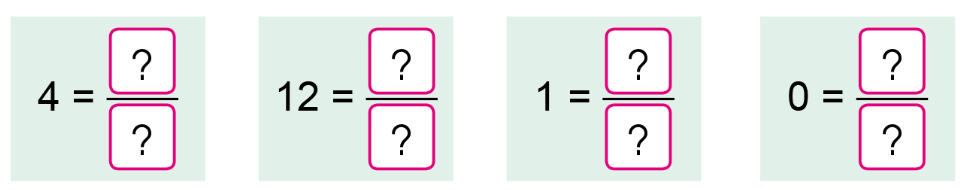 4 = ?/? 12 = ?/? 1 = ?/? 0 = ?/?